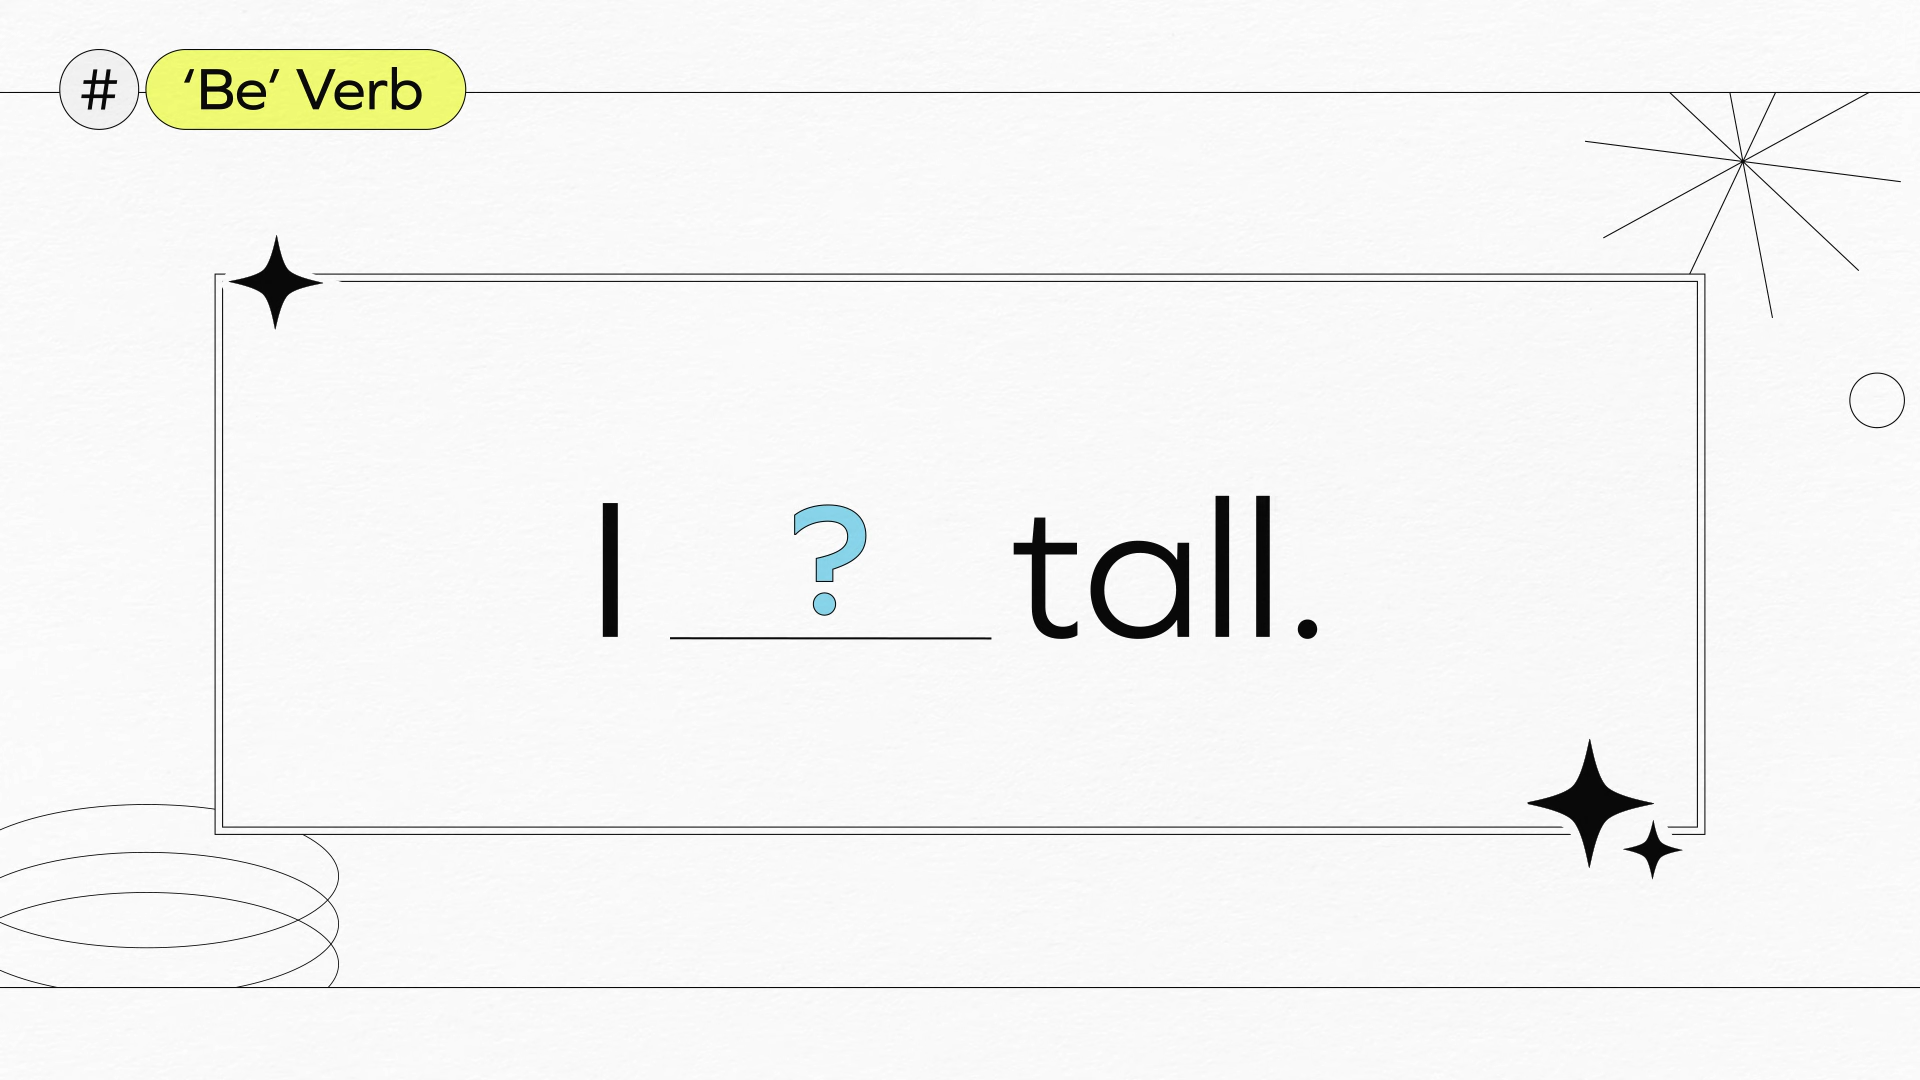 #
‘Be’ Verb
I ? tall.